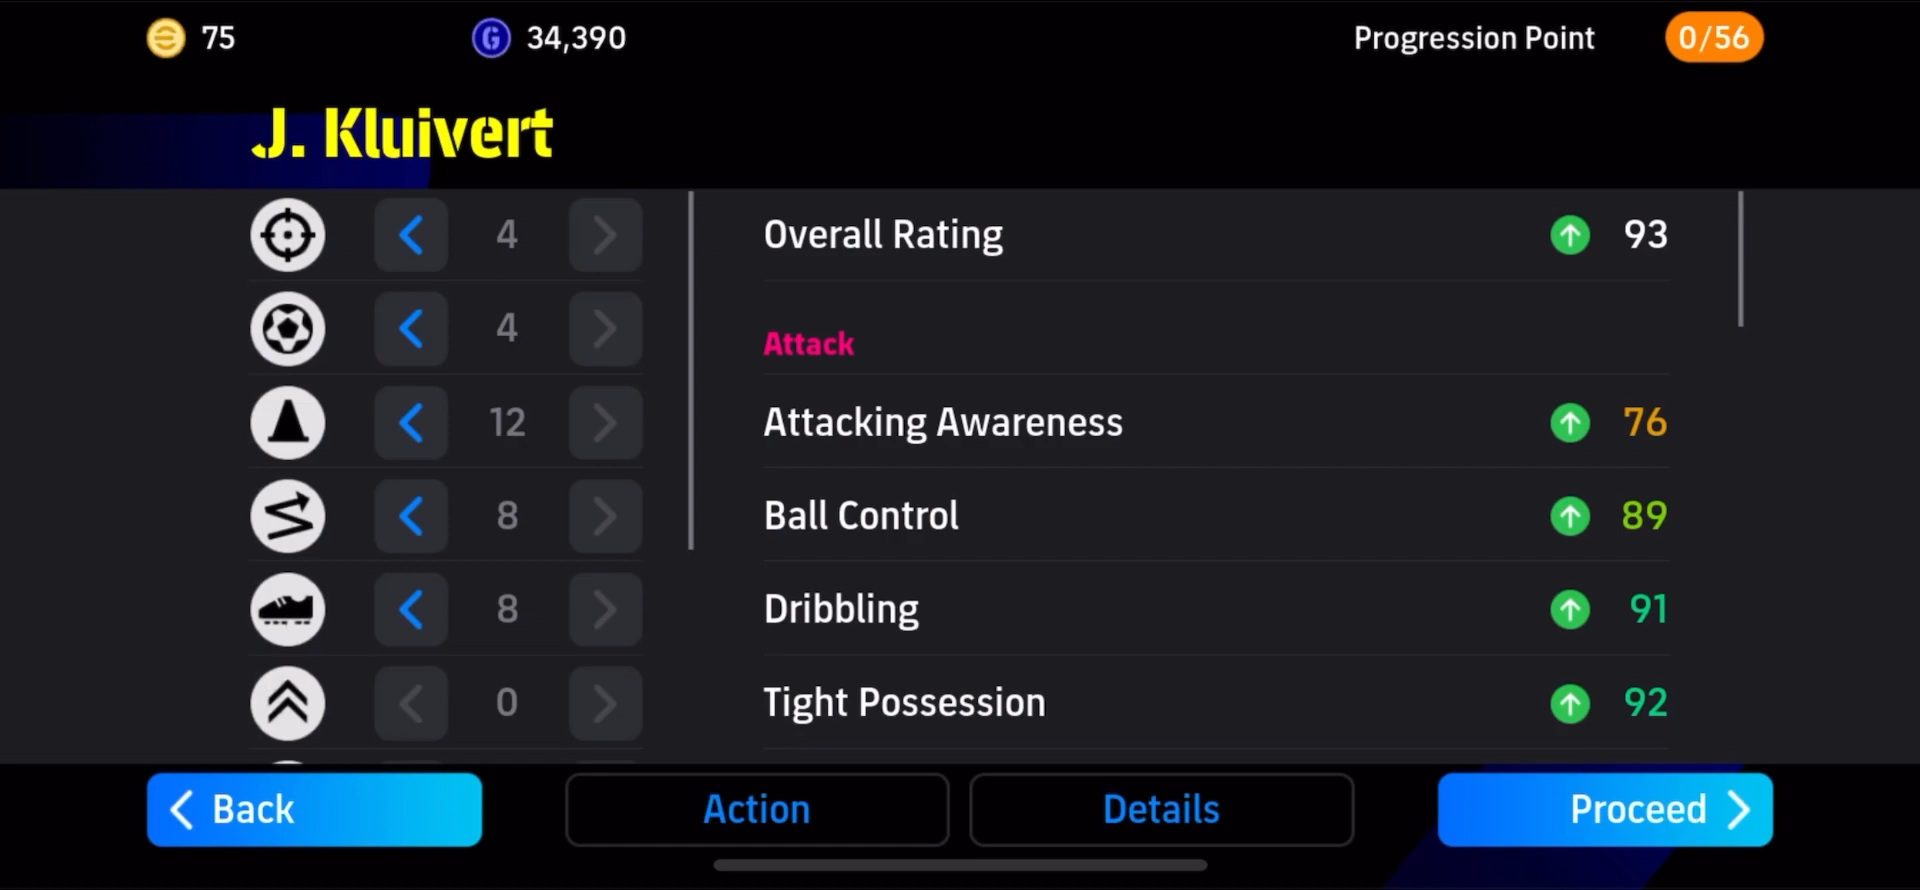 75
34,390
Progression Point
0/56
J. Kluivert
4
4
12
8
8
0
Overall Rating 93
Attack
Attacking Awareness 76
Ball Control 89
Dribbling 91
Tight Possession 92
Back
Action
Details
Proceed